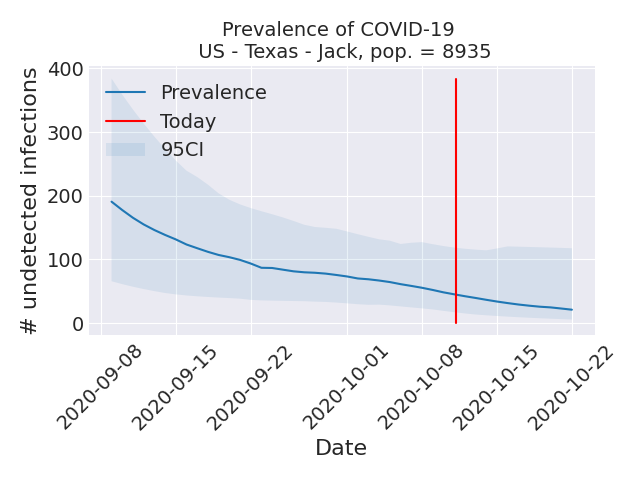 Prevalence of COVID-19
US - Texas - Jack, pop. = 8935
# undetected infections
400
300
200
100
0
Prevalence
Today
95CI
2020-09-08
2020-09-15
2020-09-22
2020-10-01
2020-10-08
2020-10-15
2020-10-22
Date